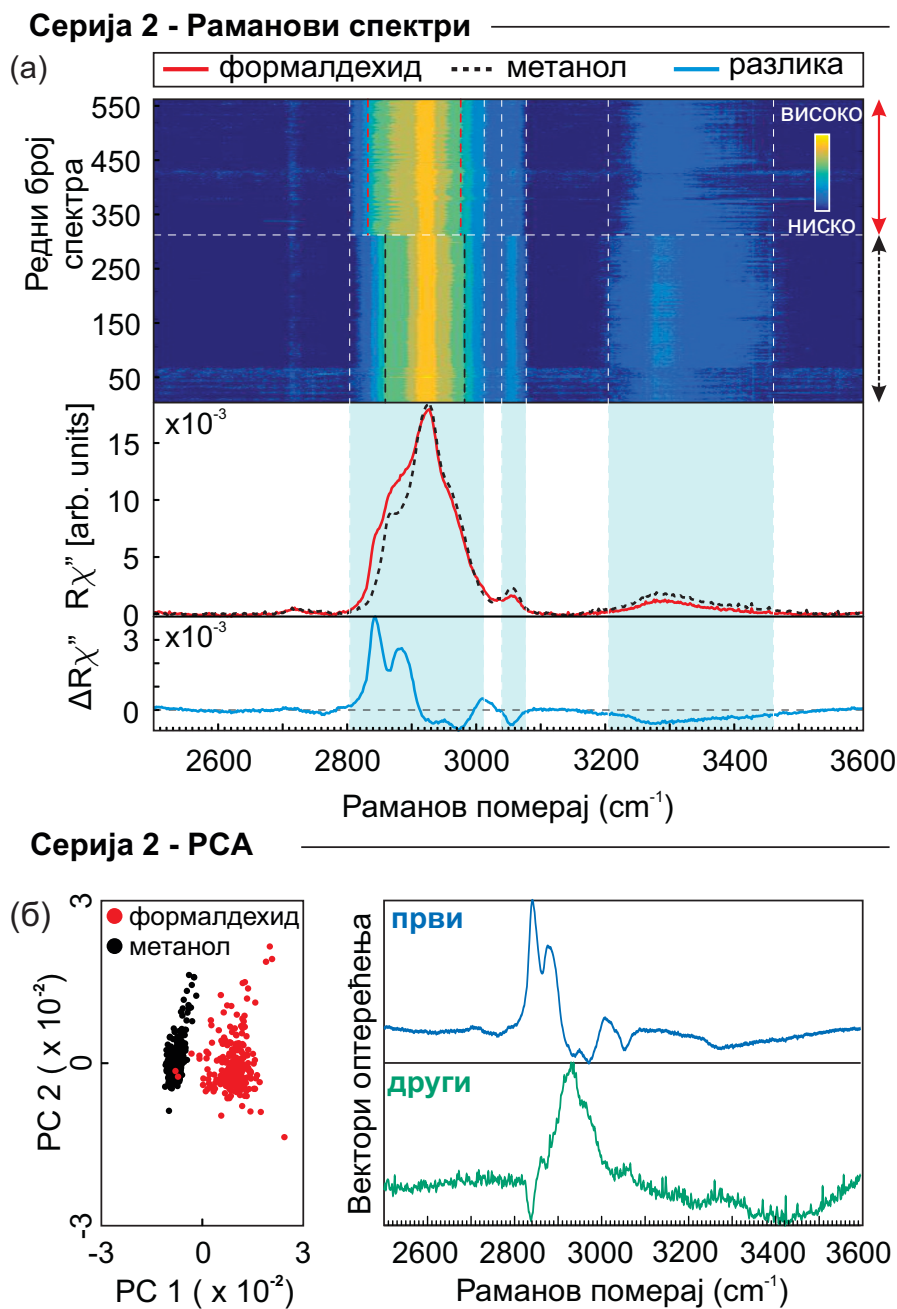 Серија 2 - Раманови спектри
(а)
формалдехид метанол разлика
Редни број
спектра
550
450
350
250
150
50
високо
ниско
Rχ” [arb. units]
x10-3
15
10
5
0
ΔRχ”
x10-3
3
0
2600 2800 3000 3200 3400 3600
Раманов померај (cm-1)
Серија 2 - PCA
(б)
формалдехид
метанол
PC 2 ( x 10-2)
3
0
-3
-3 0 3
PC 1 ( x 10-2)
Вектори оптерећења
први
други
2600 2800 3000 3200 3400 3600
Раманов померај (cm-1)